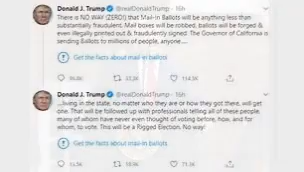 Donald J. Trump @realDonaldTrump · 16h
There is NO WAY (ZERO!) that Mail-In Ballots will be anything less than
substantially fraudulent. Mail boxes will be robbed, ballots will be forged &
even illegally printed out & fraudulently signed. The Governor of California is
sending Ballots to millions of people, anyone.....
Get the facts about mail-in ballots
Donald J. Trump @realDonaldTrump · 16h
....living in the state, no matter who they are or how they got there, will get
one. That will be followed up with professionals telling all of these people,
many of whom have never even thought of voting before, how, and for
whom, to vote. This will be a Rigged Election. No way!
Get the facts about mail-in ballots